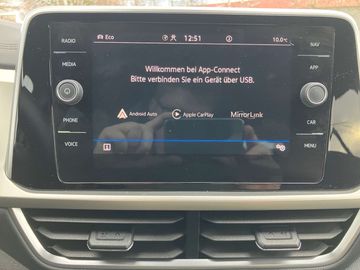 RADIO
MEDIA
PHONE
VOICE
Eco 12:51 10.0°C
Willkommen bei App-Connect
Bitte verbinden Sie ein Gerät über USB.
Android Auto Apple CarPlay MirrorLink
NAV
APP
CAR
MENU